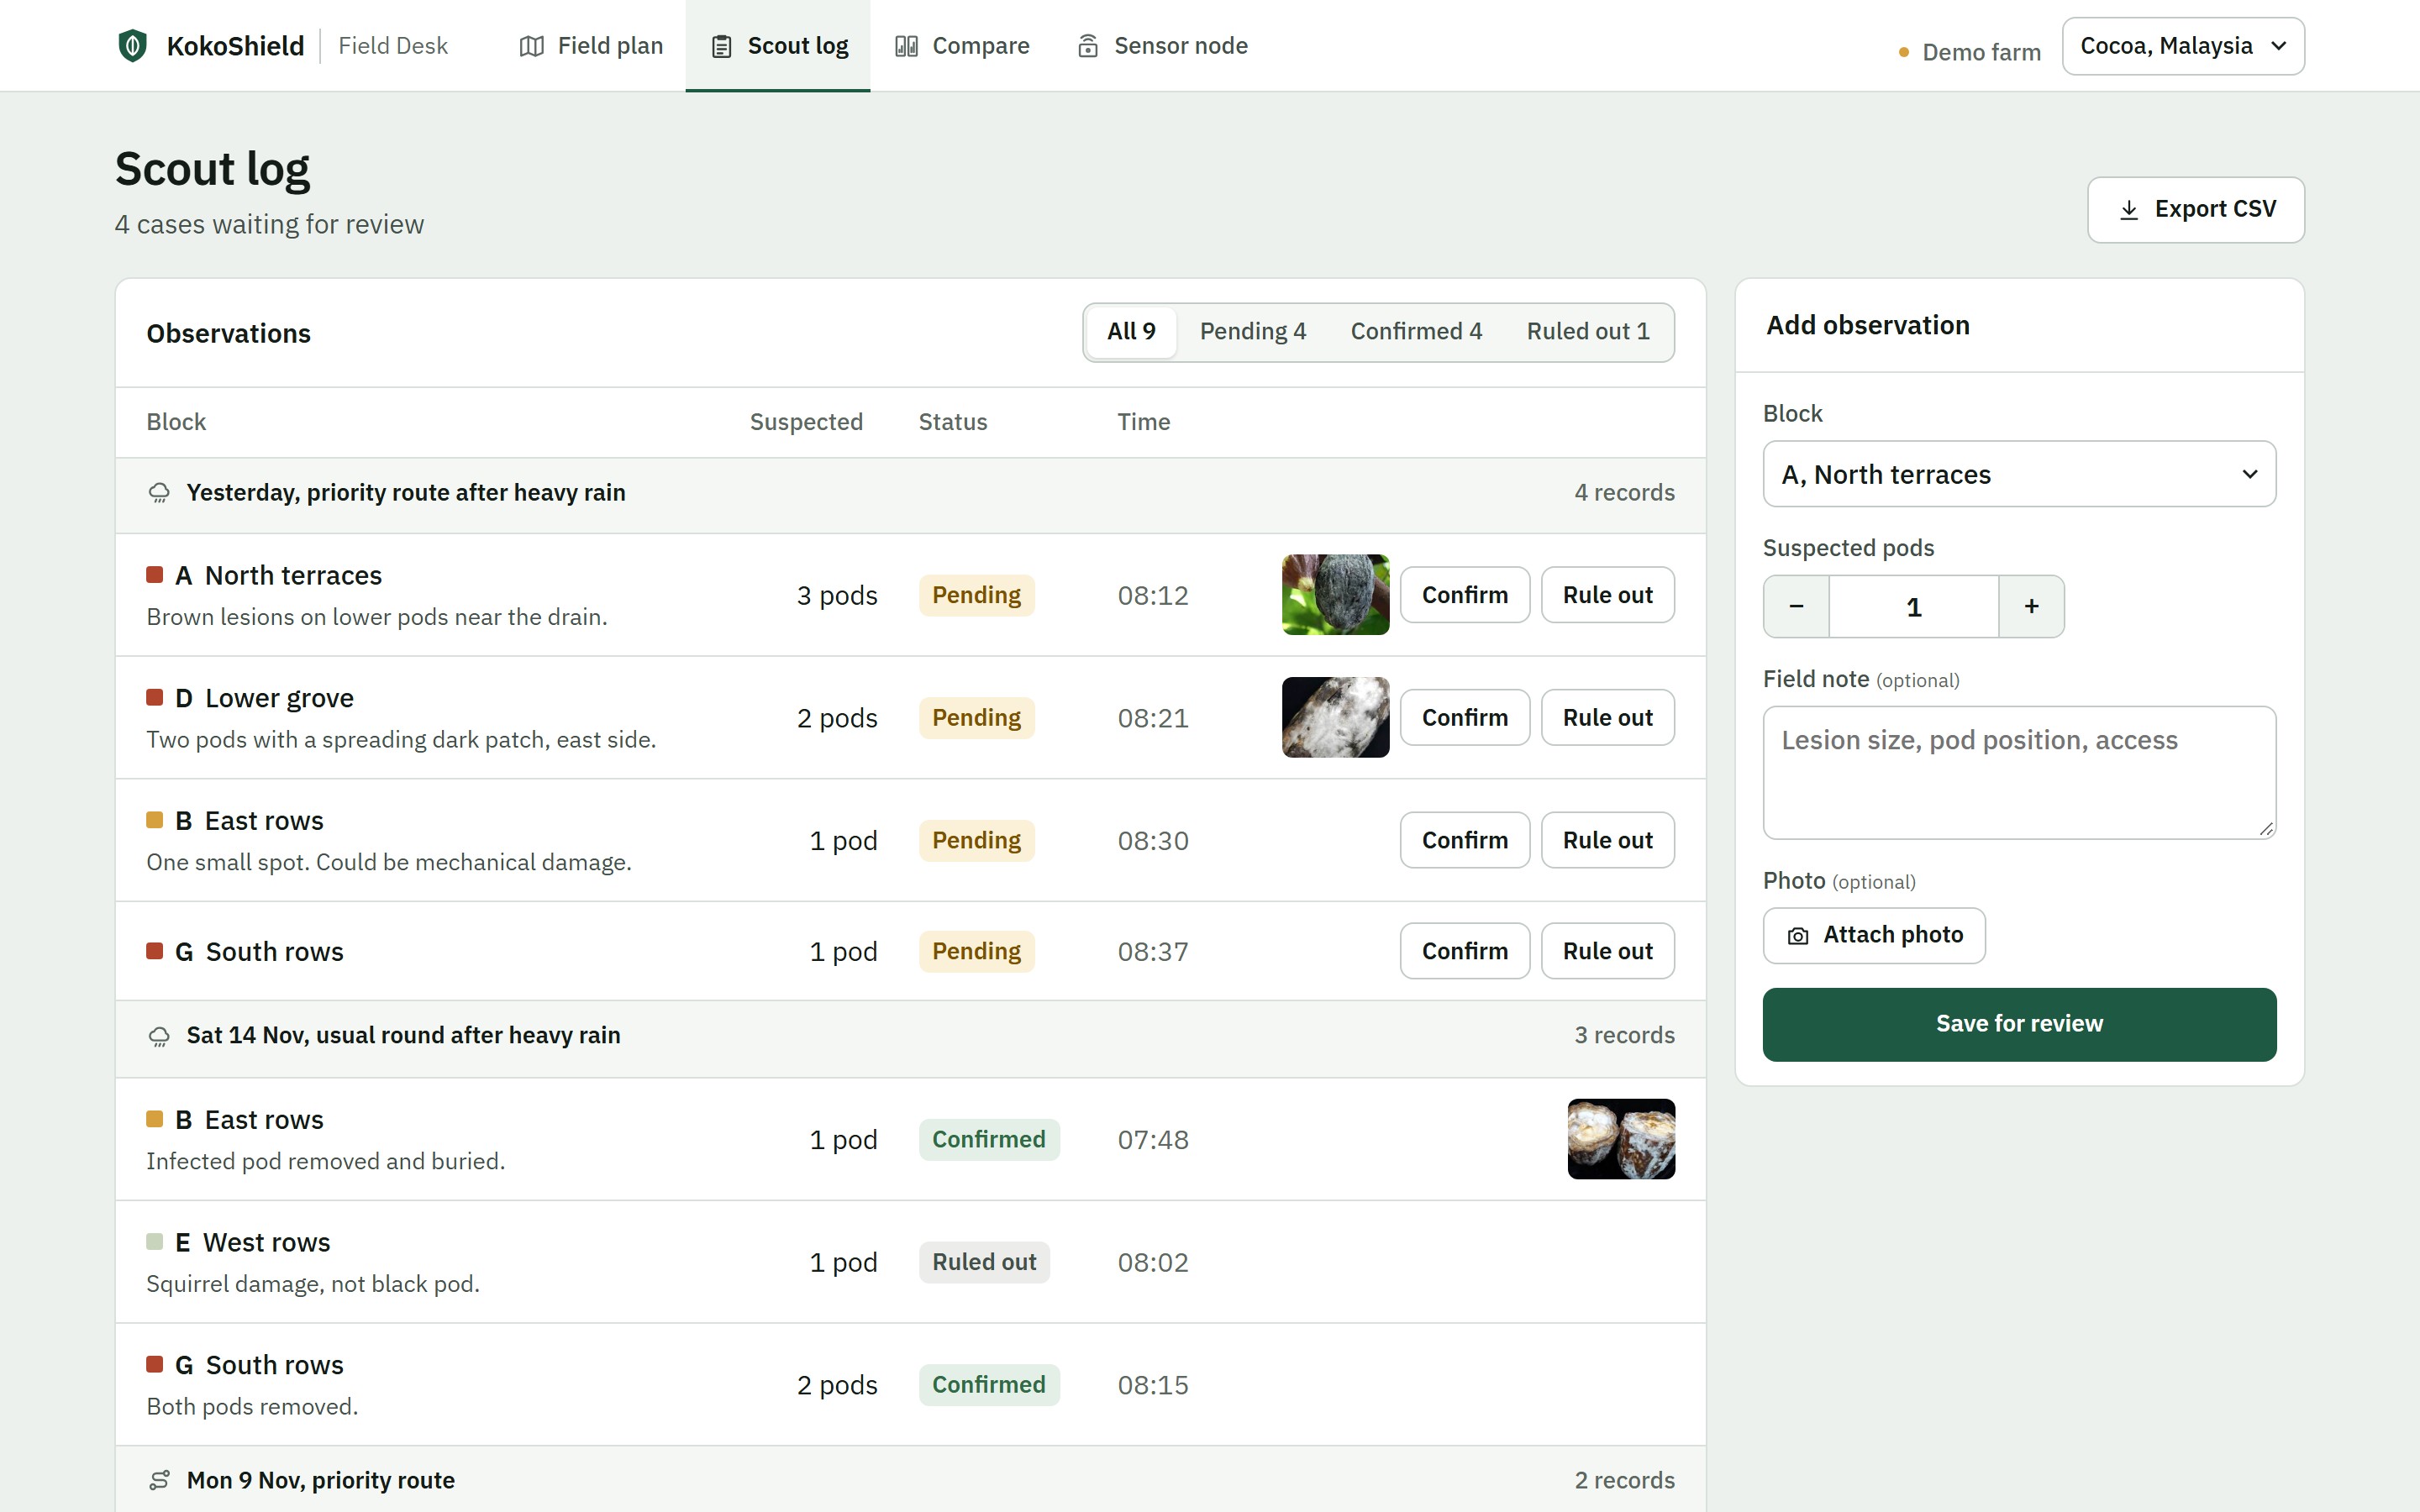 KokoShield
Field Desk
Field plan
Scout log
Compare
Sensor node
Demo farm
Cocoa, Malaysia
Scout log
4 cases waiting for review
Export CSV
Observations
All 9
Pending 4
Confirmed 4
Ruled out 1
Block
Suspected
Status
Time
Yesterday, priority route after heavy rain
4 records
A North terraces
Brown lesions on lower pods near the drain.
3 pods
Pending
08:12
Confirm
Rule out
D Lower grove
Two pods with a spreading dark patch, east side.
2 pods
Pending
08:21
Confirm
Rule out
B East rows
One small spot. Could be mechanical damage.
1 pod
Pending
08:30
Confirm
Rule out
G South rows
1 pod
Pending
08:37
Confirm
Rule out
Sat 14 Nov, usual round after heavy rain
3 records
B East rows
Infected pod removed and buried.
1 pod
Confirmed
07:48
E West rows
Squirrel damage, not black pod.
1 pod
Ruled out
08:02
G South rows
Both pods removed.
2 pods
Confirmed
08:15
Mon 9 Nov, priority route
2 records
Add observation
Block
A, North terraces
Suspected pods
− 1 +
Field note (optional)
Lesion size, pod position, access
Photo (optional)
Attach photo
Save for review